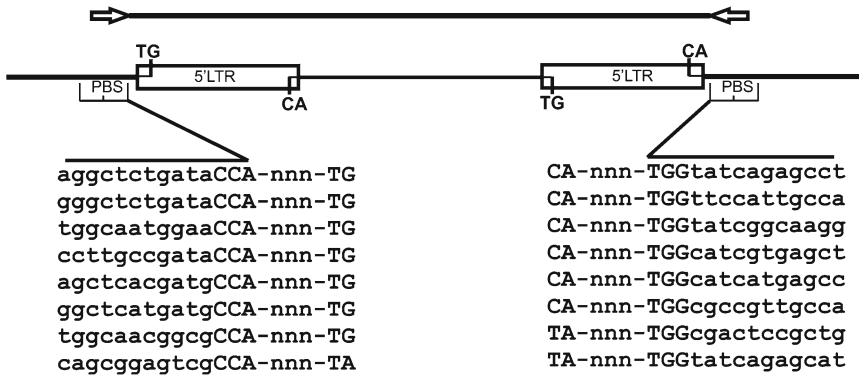 TG CA
PBS 5'LTR 5'LTR PBS
CA TG
aggctctgataCCA-nnn-TG CA-nnn-TGGtatcagagcct
gggctctgataCCA-nnn-TG CA-nnn-TGGttccattgcca
tggcaatggaaCCA-nnn-TG CA-nnn-TGGtatcggcaagg
ccttgccgataCCA-nnn-TG CA-nnn-TGGcatcgtgagct
agctcacgatgCCA-nnn-TG CA-nnn-TGGcatcatgagcc
ggctcatgatgCCA-nnn-TG CA-nnn-TGGcgccgttgcca
tggcaacggcgCCA-nnn-TG TA-nnn-TGGcgactccgctg
cagcggagtcgCCA-nnn-TA TA-nnn-TGGtatcagagcat